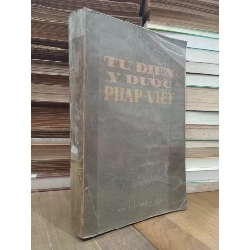 TỪ ĐIỂN
Y DƯỢC
PHÁP-VIỆT